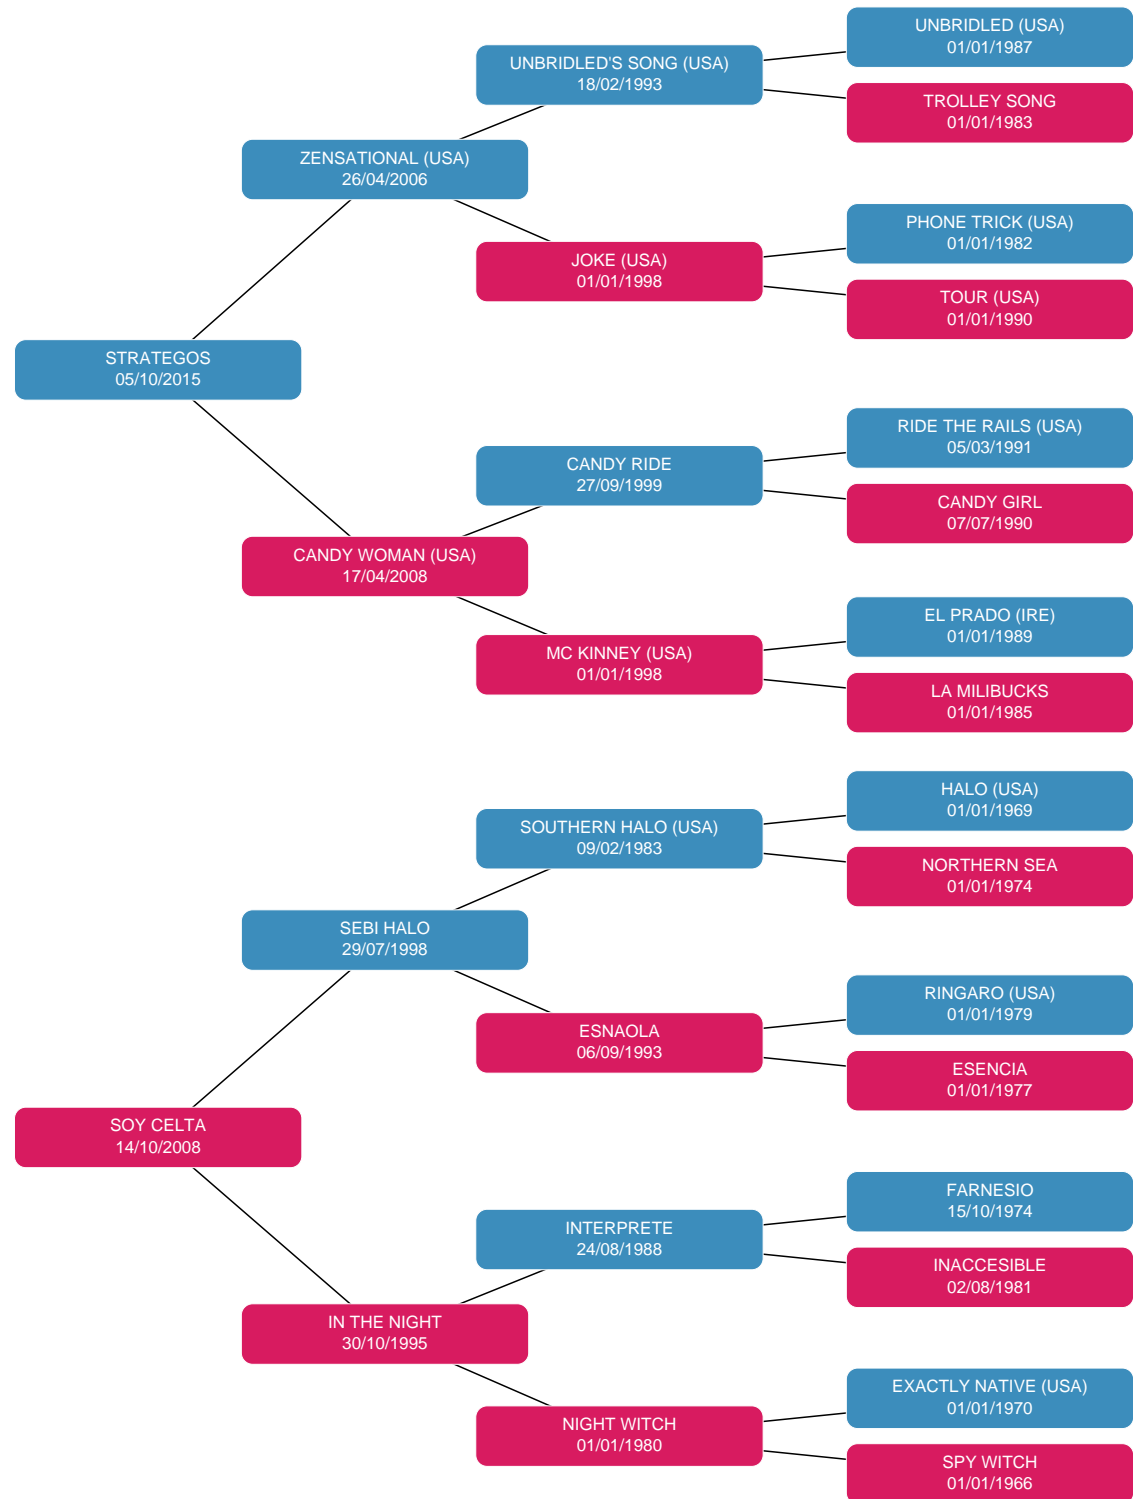 UNBRIDLED (USA)
01/01/1987
UNBRIDLED'S SONG (USA)
18/02/1993
TROLLEY SONG
01/01/1983
ZENSATIONAL (USA)
26/04/2006
PHONE TRICK (USA)
01/01/1982
JOKE (USA)
01/01/1998
TOUR (USA)
01/01/1990
STRATEGOS
05/10/2015
RIDE THE RAILS (USA)
05/03/1991
CANDY RIDE
27/09/1999
CANDY GIRL
07/07/1990
CANDY WOMAN (USA)
17/04/2008
EL PRADO (IRE)
01/01/1989
MC KINNEY (USA)
01/01/1998
LA MILIBUCKS
01/01/1985
HALO (USA)
01/01/1969
SOUTHERN HALO (USA)
09/02/1983
NORTHERN SEA
01/01/1974
SEBI HALO
29/07/1998
RINGARO (USA)
01/01/1979
ESNAOLA
06/09/1993
ESENCIA
01/01/1977
SOY CELTA
14/10/2008
FARNESIO
15/10/1974
INTERPRETE
24/08/1988
INACCESIBLE
02/08/1981
IN THE NIGHT
30/10/1995
EXACTLY NATIVE (USA)
01/01/1970
NIGHT WITCH
01/01/1980
SPY WITCH
01/01/1966